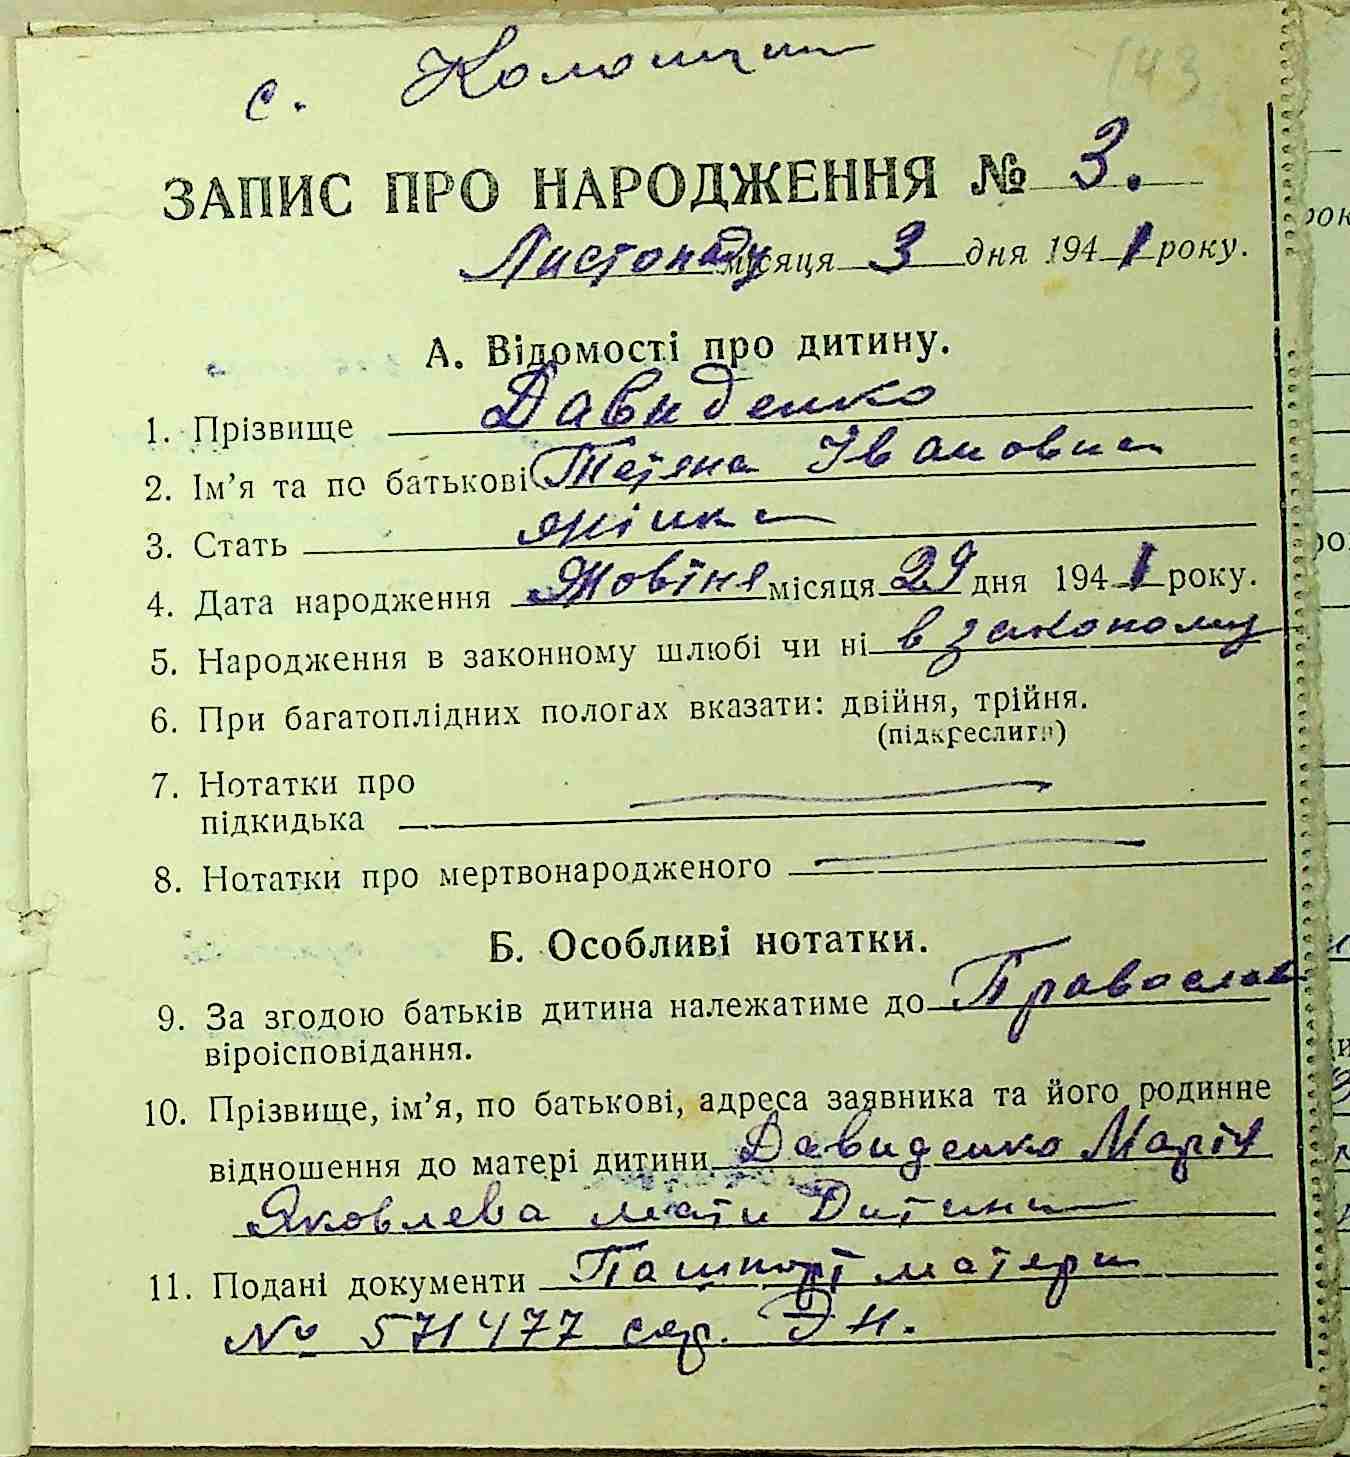 с. Колонщин
143
ЗАПИС ПРО НАРОДЖЕННЯ № 3.
Листопаду місяця 3 дня 1941 року.
А. Відомості про дитину.
1. Прізвище Давиденко
2. Ім'я та по батькові Тетяна Івановна
3. Стать жінка
4. Дата народження Жовтня місяця 29 дня 1941 року.
5. Народження в законному шлюбі чи ні в законому
6. При багатоплідних пологах вказати: двійня, трійня.
(підкреслити)
7. Нотатки про
підкидька
8. Нотатки про мертвонародженого
Б. Особливі нотатки.
9. За згодою батьків дитина належатиме до Православ
віроісповідання.
10. Прізвище, ім'я, по батькові, адреса заявника та його родинне
відношення до матері дитини Давиденко Марія
Яковлева мати Дитини
11. Подані документи Пашпорт матери
№ 571477 сер. ЭН.